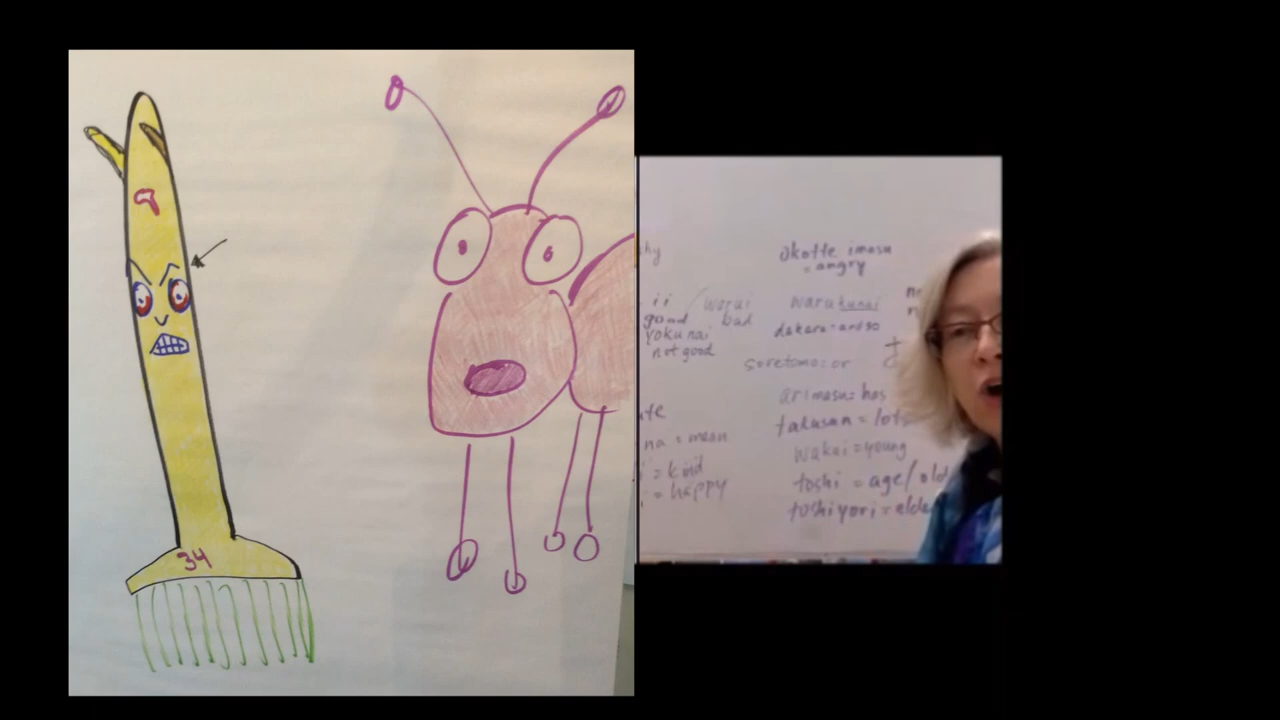 9
34
okotte imasu
= angry
ii
warui
good
bad
yokunai
not good
warukunai
dakara = and so
soretomo : or
arimasu = has
takusan = lots
= mean
wakai = young
= kind
= happy
toshi = age/old
toshiyori = elde